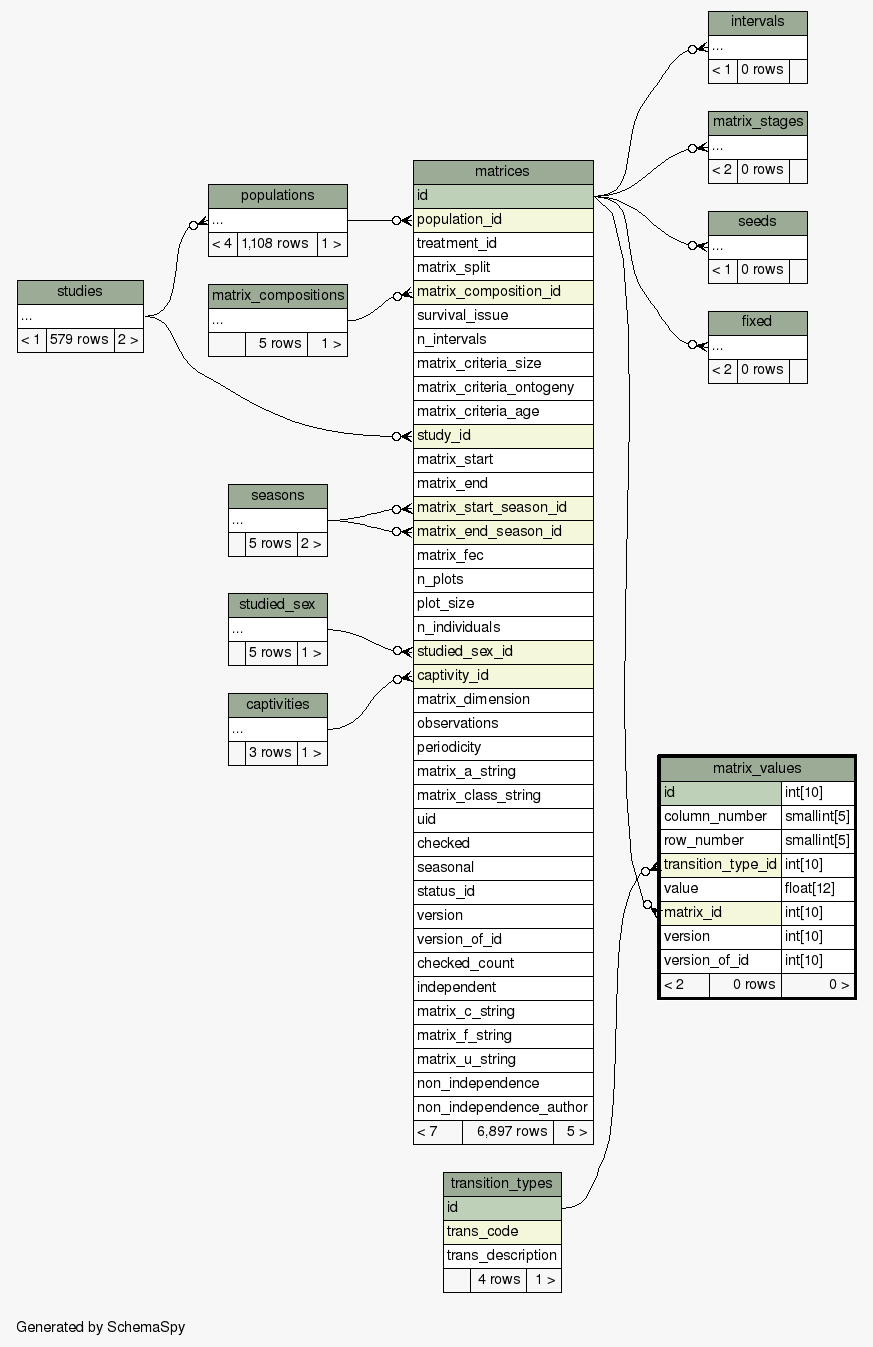 intervals
...
< 1 0 rows
matrix_stages
...
< 2 0 rows
seeds
...
< 1 0 rows
fixed
...
< 2 0 rows
populations
...
< 4 1,108 rows 1 >
matrix_compositions
...
5 rows 1 >
studies
...
< 1 579 rows 2 >
seasons
...
5 rows 2 >
studied_sex
...
5 rows 1 >
captivities
...
3 rows 1 >
matrices
id
population_id
treatment_id
matrix_split
matrix_composition_id
survival_issue
n_intervals
matrix_criteria_size
matrix_criteria_ontogeny
matrix_criteria_age
study_id
matrix_start
matrix_end
matrix_start_season_id
matrix_end_season_id
matrix_fec
n_plots
plot_size
n_individuals
studied_sex_id
captivity_id
matrix_dimension
observations
periodicity
matrix_a_string
matrix_class_string
uid
checked
seasonal
status_id
version
version_of_id
checked_count
independent
matrix_c_string
matrix_f_string
matrix_u_string
non_independence
non_independence_author
< 7 6,897 rows 5 >
matrix_values
id int[10]
column_number smallint[5]
row_number smallint[5]
transition_type_id int[10]
value float[12]
matrix_id int[10]
version int[10]
version_of_id int[10]
< 2 0 rows 0 >
transition_types
id
trans_code
trans_description
4 rows 1 >
Generated by SchemaSpy